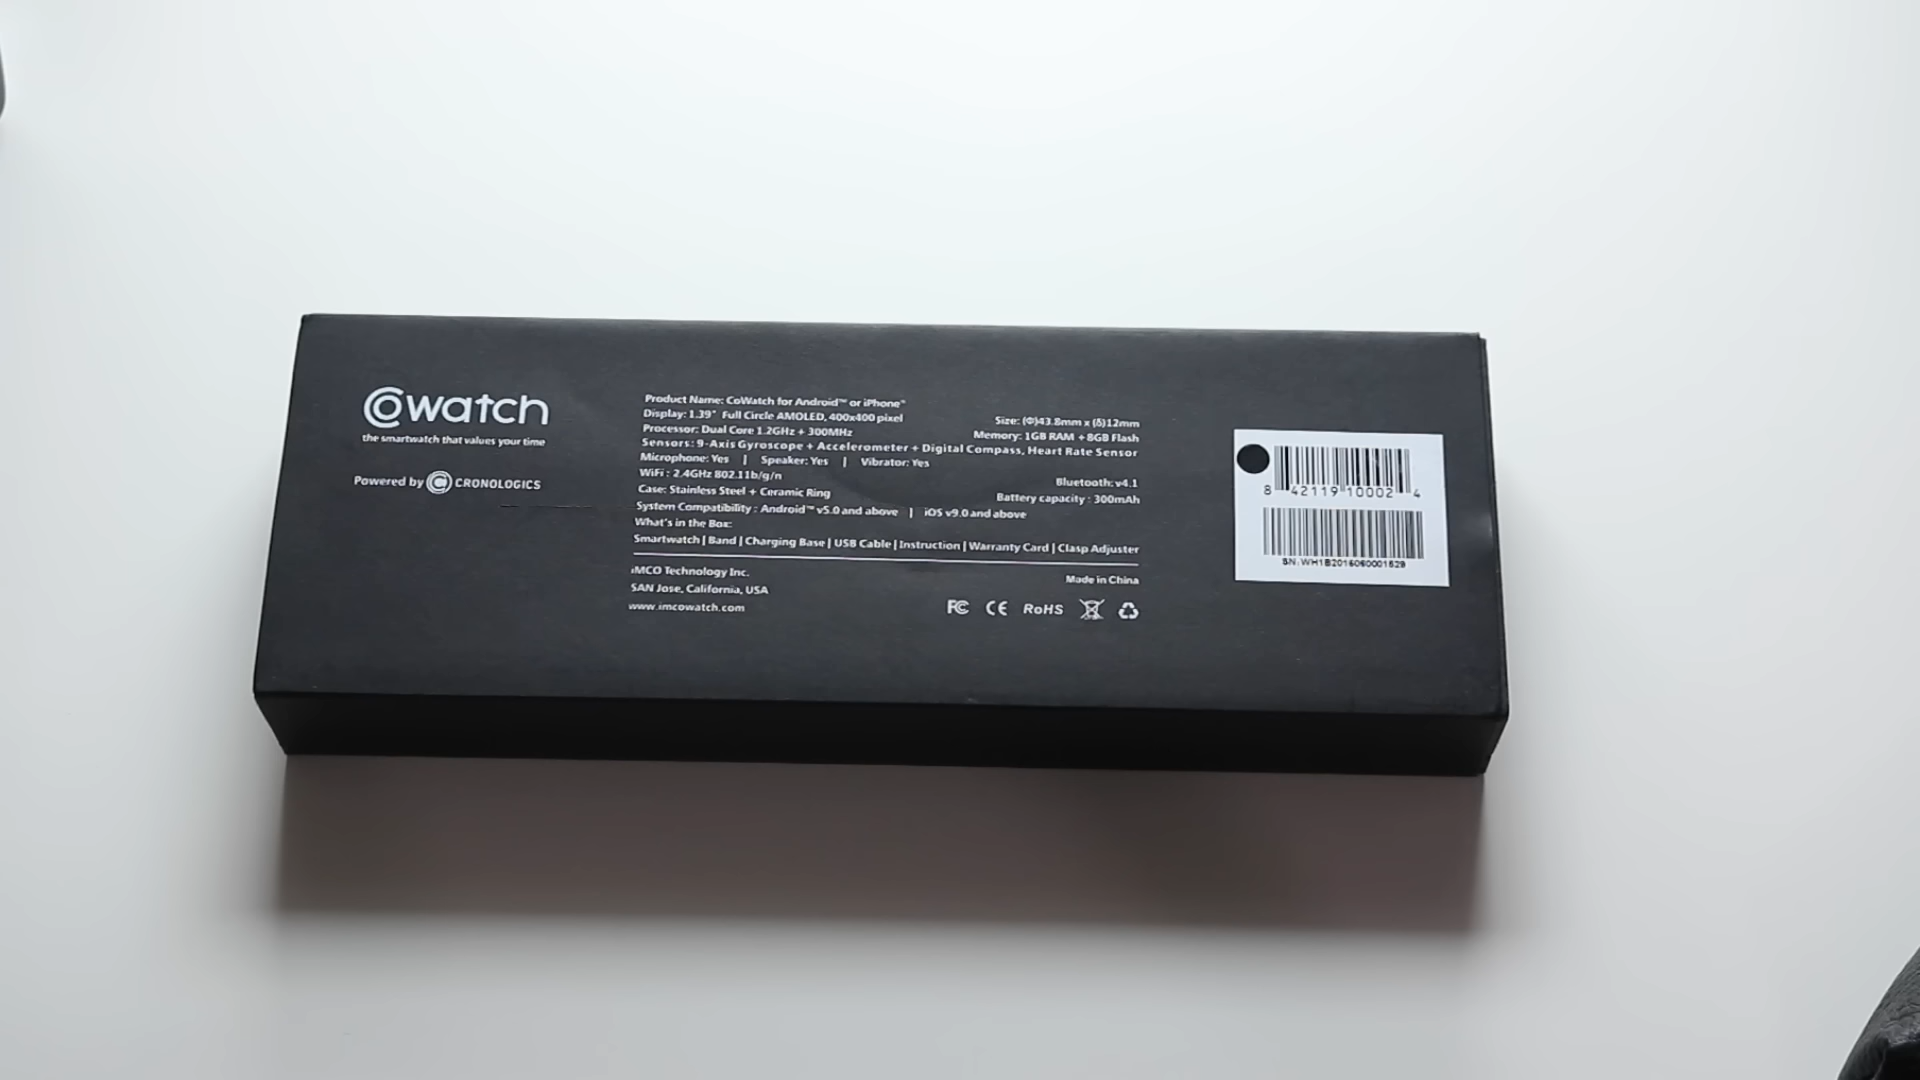 cowatch
the smartwatch that values your time
Powered by CRONOLOGICS
Product Name: CoWatch for Android™ or iPhone®
Display: 1.39" Full Circle AMOLED, 400x400 pixel
Size: (Φ)43.8mm x (δ)12mm
Processor: Dual Core 1.2GHz + 300MHz
Memory: 1GB RAM + 8GB Flash
Sensors: 9-Axis Gyroscope + Accelerometer + Digital Compass, Heart Rate Sensor
Microphone: Yes | Speaker: Yes | Vibrator: Yes
WiFi : 2.4GHz 802.11b/g/n
Bluetooth: v4.1
Case: Stainless Steel + Ceramic Ring
Battery capacity : 300mAh
System Compatibility : Android™ v5.0 and above | iOS v9.0 and above
What's in the Box:
Smartwatch | Band | Charging Base | USB Cable | Instruction | Warranty Card | Clasp Adjuster
iMCO Technology Inc.
Made in China
SAN Jose, California, USA
www.imcowatch.com
FC CE RoHS
8 42119 10002 4
SN: WH1B2016060001629